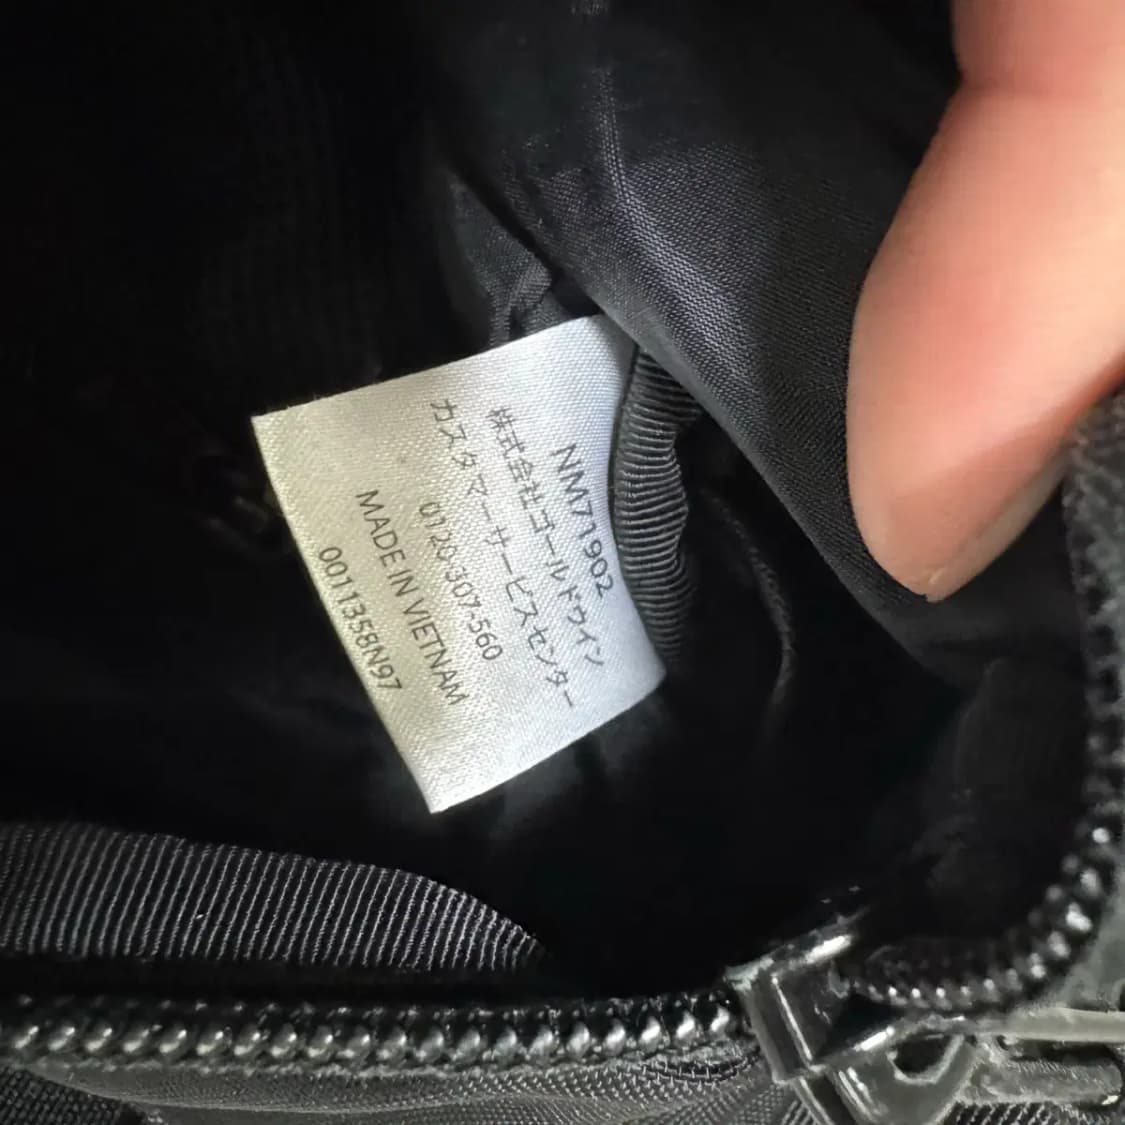 NM71902
株式会社ゴールドウイン
カスタマーサービスセンター
0120-307-560
MADE IN VIETNAM
0011358N97